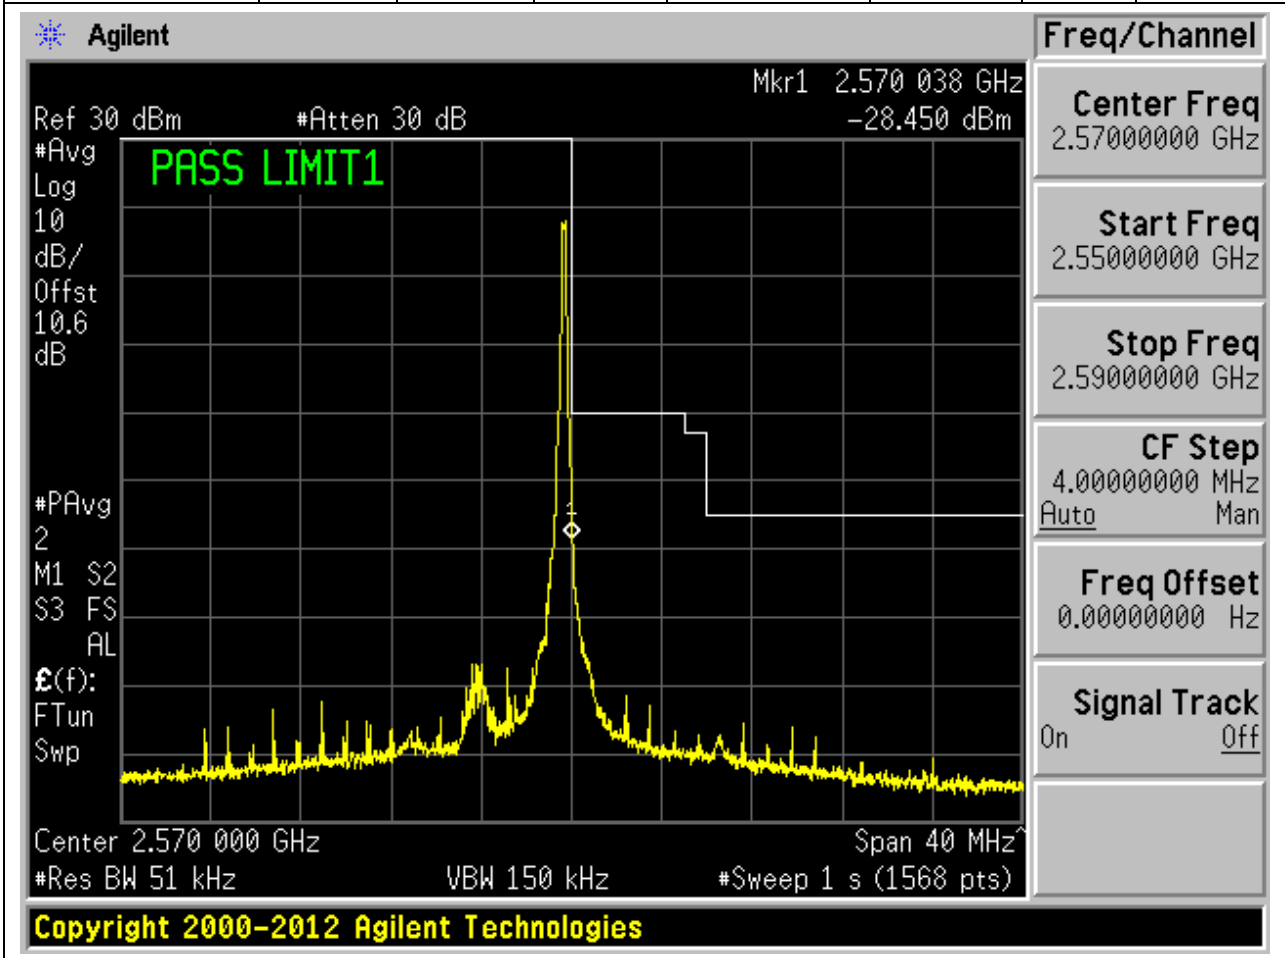 Agilent
Freq/Channel
Mkr1 2.570 038 GHz
Ref 30 dBm #Atten 30 dB -28.450 dBm
#Avg
Log
10
dB/
Offst
10.6
dB
PASS LIMIT1
#PAvg
2
M1 S2
S3 FS
AL
£(f):
FTun
Swp
1
Center 2.570 000 GHz Span 40 MHz^
#Res BW 51 kHz VBW 150 kHz #Sweep 1 s (1568 pts)
Center Freq
2.57000000 GHz
Start Freq
2.55000000 GHz
Stop Freq
2.59000000 GHz
CF Step
4.00000000 MHz
Auto Man
Freq Offset
0.00000000 Hz
Signal Track
On Off
Copyright 2000-2012 Agilent Technologies